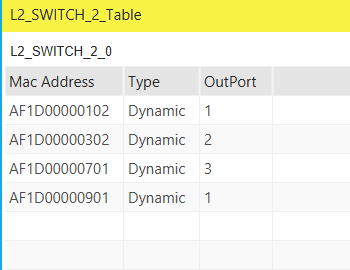 L2_SWITCH_2_Table
L2_SWITCH_2_0
Mac Address Type OutPort
AF1D00000102 Dynamic 1
AF1D00000302 Dynamic 2
AF1D00000701 Dynamic 3
AF1D00000901 Dynamic 1